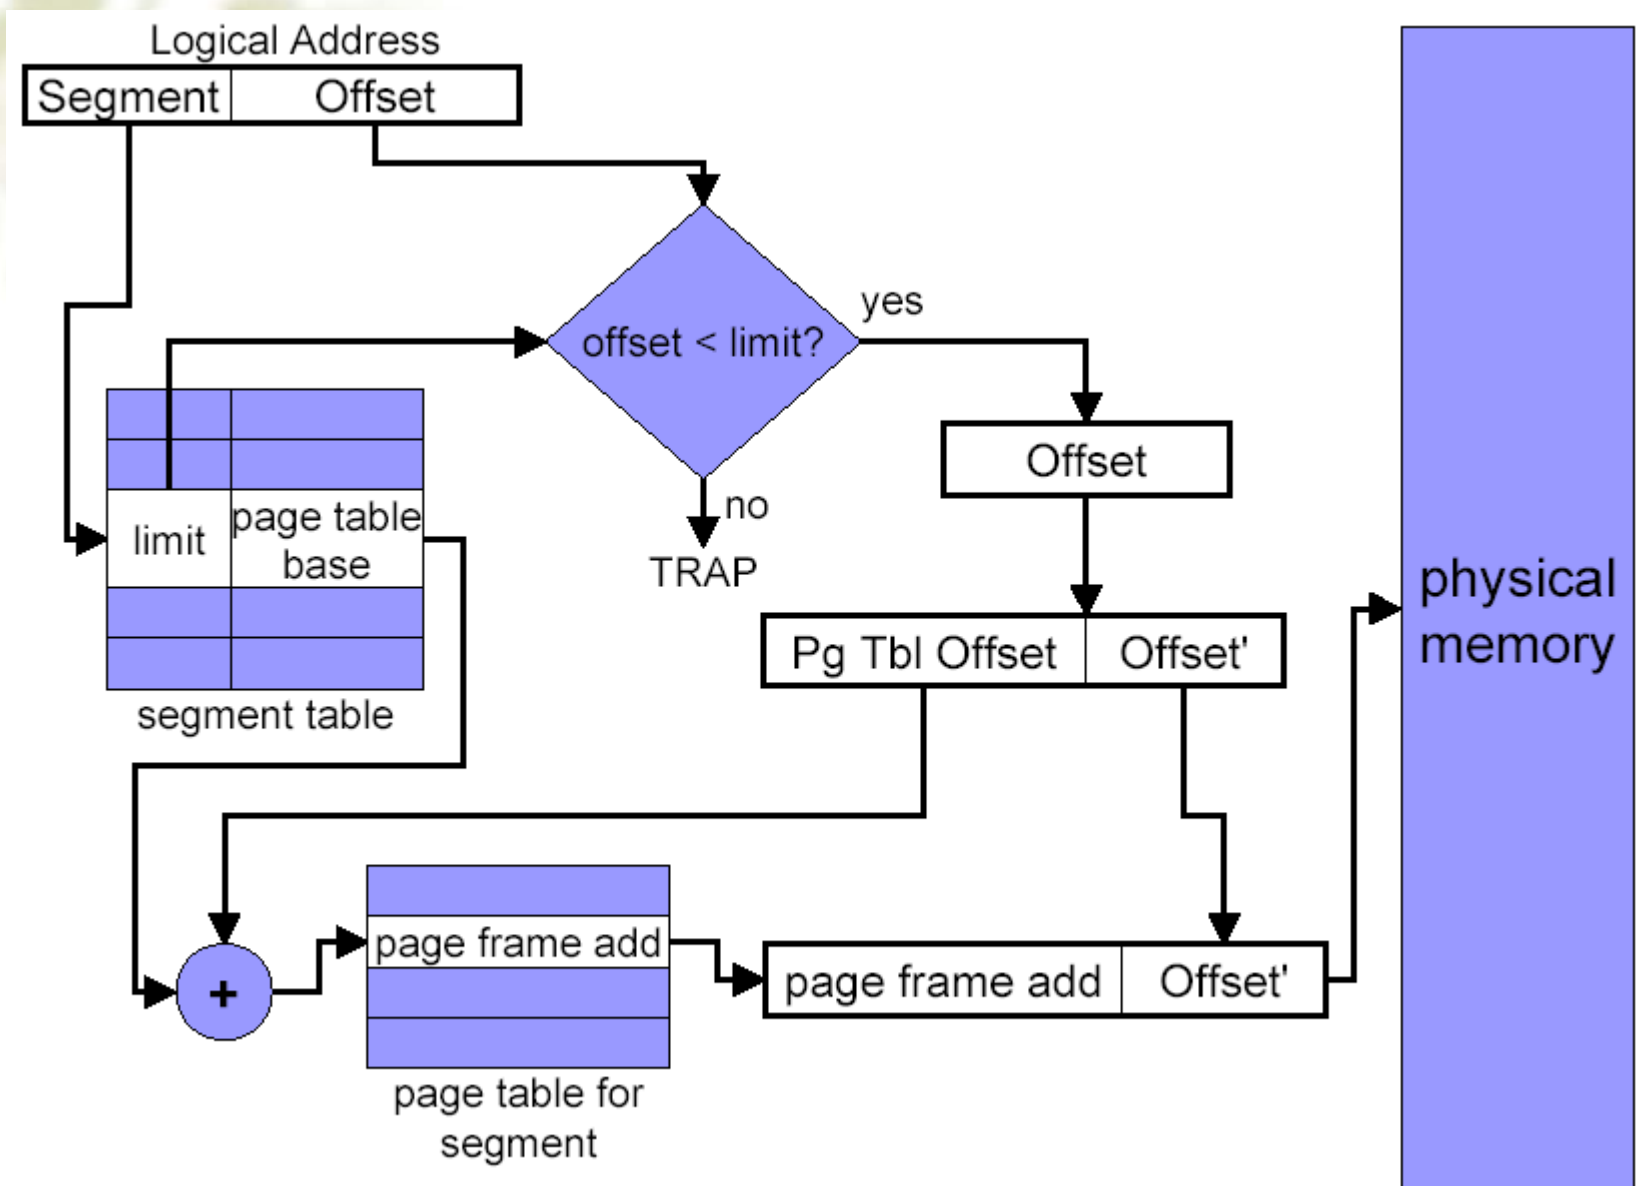 Logical Address
Segment
Offset
offset < limit?
yes
no
TRAP
limit
page table
base
segment table
Offset
Pg Tbl Offset
Offset'
+
page frame add
page table for
segment
page frame add
Offset'
physical
memory